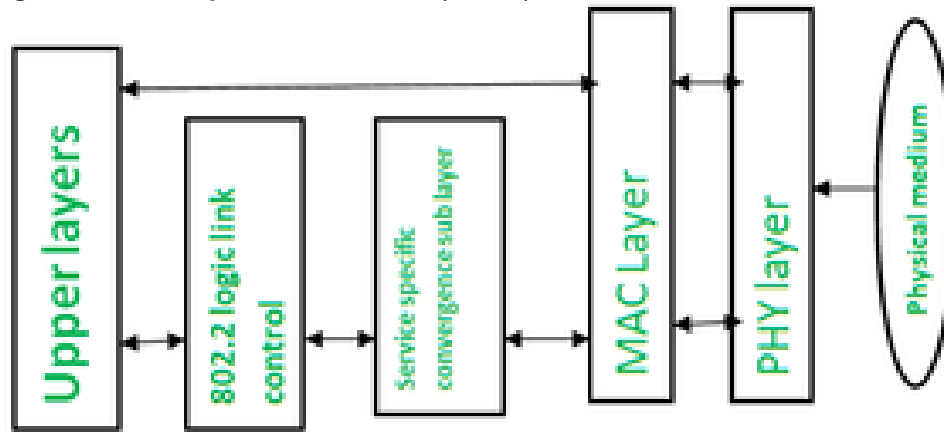 Upper layers
802.2 logic link
control
Service specific
convergence sub layer
MAC Layer
PHY layer
Physical medium